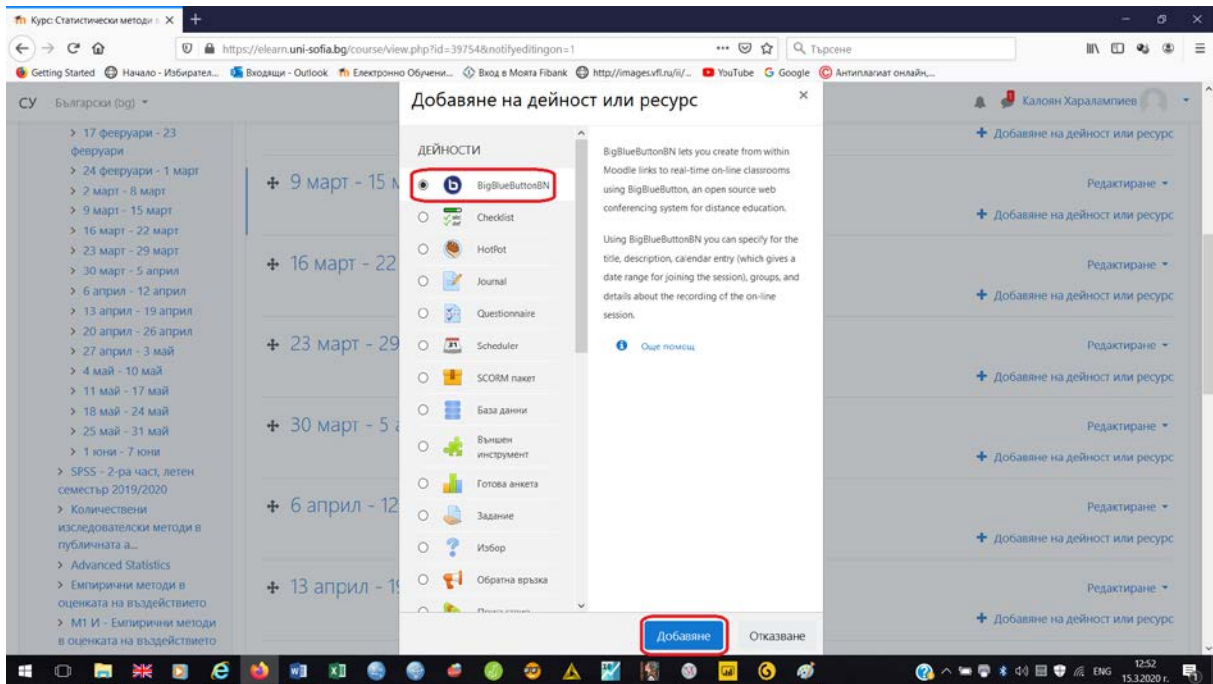 Курс: Статистически методи в
https://elearn.uni-sofia.bg/course/view.php?id=39754&notifyeditingon=1
Търсене
Getting Started
Начало - Избирател...
Входящи - Outlook
Електронно Обучени...
Вход в Моята Fibank
http://images.vfl.ru/ii/...
YouTube
Google
Антиплагиат онлайн,...
СУ
Български (bg)
Калоян Харалампиев
17 февруари - 23
февруари
24 февруари - 1 март
2 март - 8 март
9 март - 15 март
16 март - 22 март
23 март - 29 март
30 март - 5 април
6 април - 12 април
13 април - 19 април
20 април - 26 април
27 април - 3 май
4 май - 10 май
11 май - 17 май
18 май - 24 май
25 май - 31 май
1 юни - 7 юни
SPSS - 2-ра част, летен
семестър 2019/2020
Количествени
изследователски методи в
публичната а...
Advanced Statistics
Емпирични методи в
оценката на въздействието
М1 И - Емпирични методи
в оценката на въздействието
9 март - 15 м
16 март - 22
23 март - 29
30 март - 5 а
6 април - 12
13 април - 19
Добавяне на дейност или ресурс
×
ДЕЙНОСТИ
BigBlueButtonBN
Checklist
HotPot
Journal
Questionnaire
Scheduler
SCORM пакет
База данни
Външен
инструмент
Готова анкета
Задание
Избор
Обратна връзка
BigBlueButtonBN lets you create from within
Moodle links to real-time on-line classrooms
using BigBlueButton, an open source web
conferencing system for distance education.
Using BigBlueButtonBN you can specify for the
title, description, calendar entry (which gives a
date range for joining the session), groups, and
details about the recording of the on-line
session.
Още помощ
Добавяне
Отказване
Добавяне на дейност или ресурс
Редактиране
Добавяне на дейност или ресурс
Редактиране
Добавяне на дейност или ресурс
Редактиране
Добавяне на дейност или ресурс
Редактиране
Добавяне на дейност или ресурс
Редактиране
Добавяне на дейност или ресурс
Редактиране
Добавяне на дейност или ресурс
ENG
12:52
15.3.2020 г.